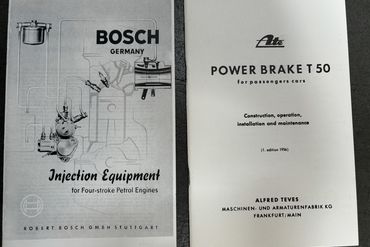 BOSCH
GERMANY
Injection Equipment
for Four-stroke Petrol Engines
ROBERT BOSCH GMBH STUTTGART
Ate
POWER BRAKE T 50
for passengers cars
Construction, operation,
installation and maintenance
(1. edition 1956)
ALFRED TEVES
MASCHINEN- UND ARMATURENFABRIK KG
FRANKFURT/MAIN